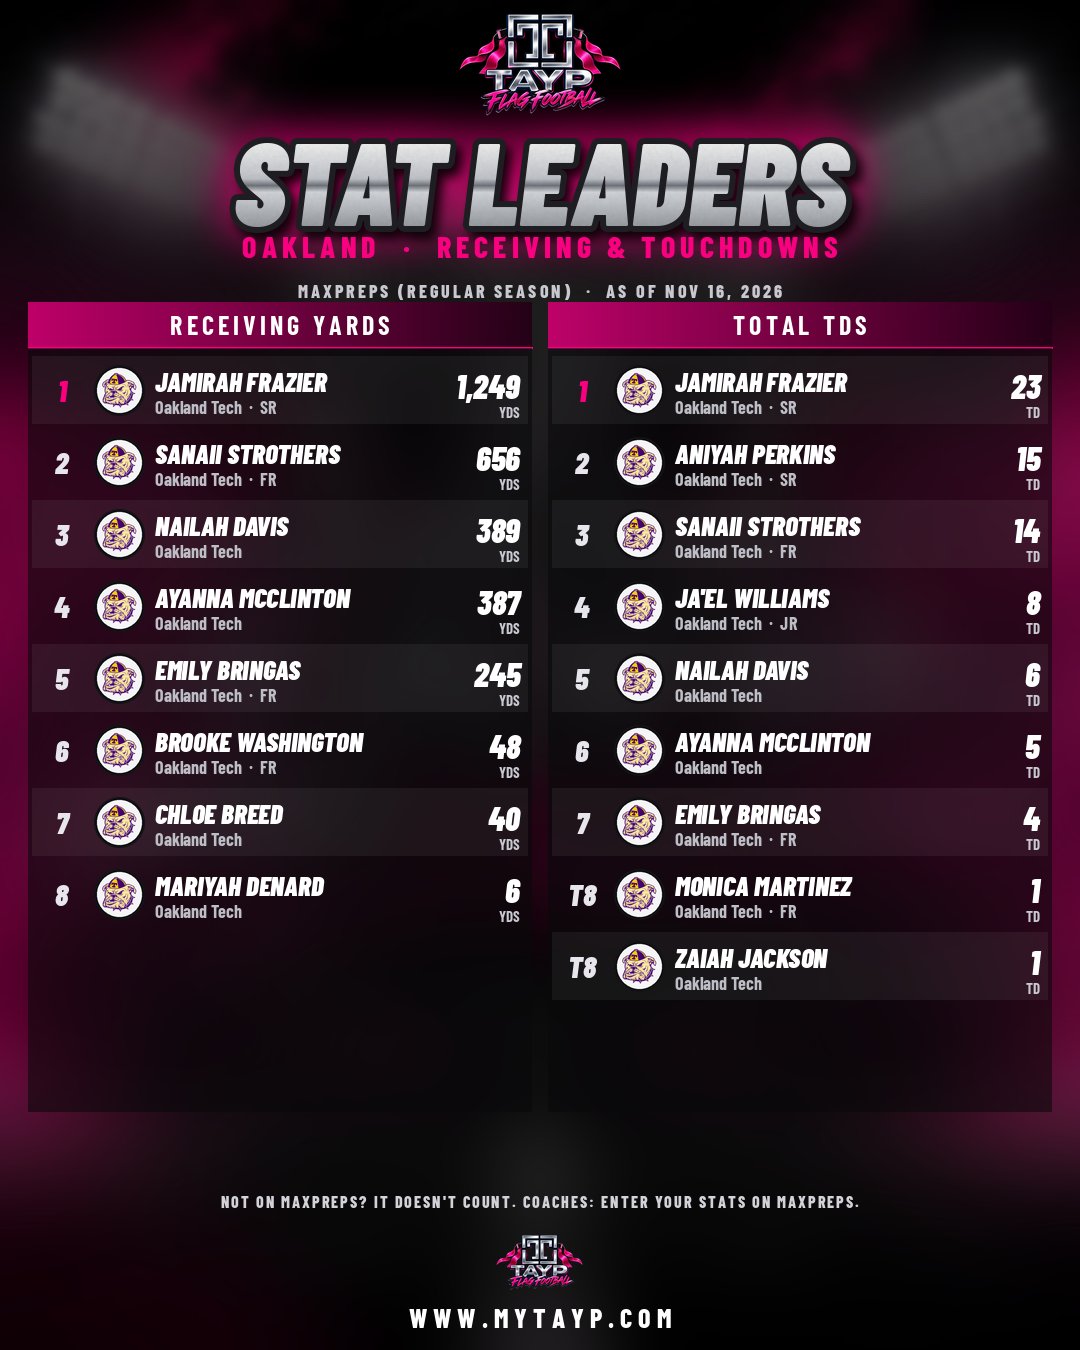 TAYP
FLAG FOOTBALL
STAT LEADERS
OAKLAND · RECEIVING & TOUCHDOWNS
MAXPREPS (REGULAR SEASON) · AS OF NOV 16, 2026
RECEIVING YARDS
1 JAMIRAH FRAZIER 1,249
Oakland Tech · SR YDS
2 SANAII STROTHERS 656
Oakland Tech · FR YDS
3 NAILAH DAVIS 389
Oakland Tech YDS
4 AYANNA MCCLINTON 387
Oakland Tech YDS
5 EMILY BRINGAS 245
Oakland Tech · FR YDS
6 BROOKE WASHINGTON 48
Oakland Tech · FR YDS
7 CHLOE BREED 40
Oakland Tech YDS
8 MARIYAH DENARD 6
Oakland Tech YDS
TOTAL TDS
1 JAMIRAH FRAZIER 23
Oakland Tech · SR TD
2 ANIYAH PERKINS 15
Oakland Tech · SR TD
3 SANAII STROTHERS 14
Oakland Tech · FR TD
4 JA'EL WILLIAMS 8
Oakland Tech · JR TD
5 NAILAH DAVIS 6
Oakland Tech TD
6 AYANNA MCCLINTON 5
Oakland Tech TD
7 EMILY BRINGAS 4
Oakland Tech · FR TD
T8 MONICA MARTINEZ 1
Oakland Tech · FR TD
T8 ZAIAH JACKSON 1
Oakland Tech TD
NOT ON MAXPREPS? IT DOESN'T COUNT. COACHES: ENTER YOUR STATS ON MAXPREPS.
TAYP
FLAG FOOTBALL
WWW.MYTAYP.COM